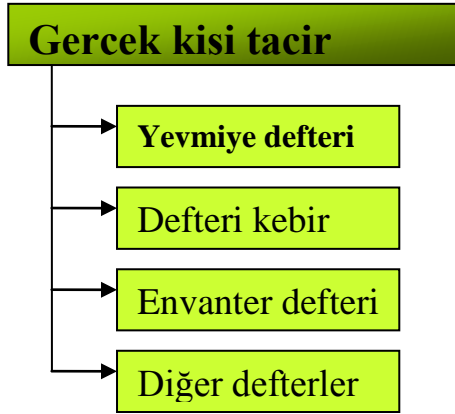 Gercek kisi tacir
Yevmiye defteri
Defteri kebir
Envanter defteri
Diğer defterler